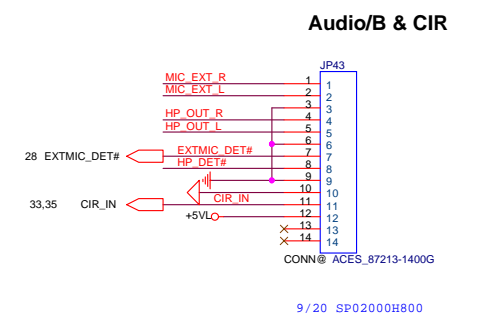 Audio/B & CIR
JP43
MIC_EXT_R 1 1
MIC_EXT_L 2 2
3 3
HP_OUT_R 4 4
HP_OUT_L 5 5
6 6
28 EXTMIC_DET# EXTMIC_DET# 7 7
HP_DET# 8 8
9 9
10 10
33,35 CIR_IN CIR_IN 11 11
+5VL 12 12
13 13
14 14
CONN@ ACES_87213-1400G
9/20 SP02000H800